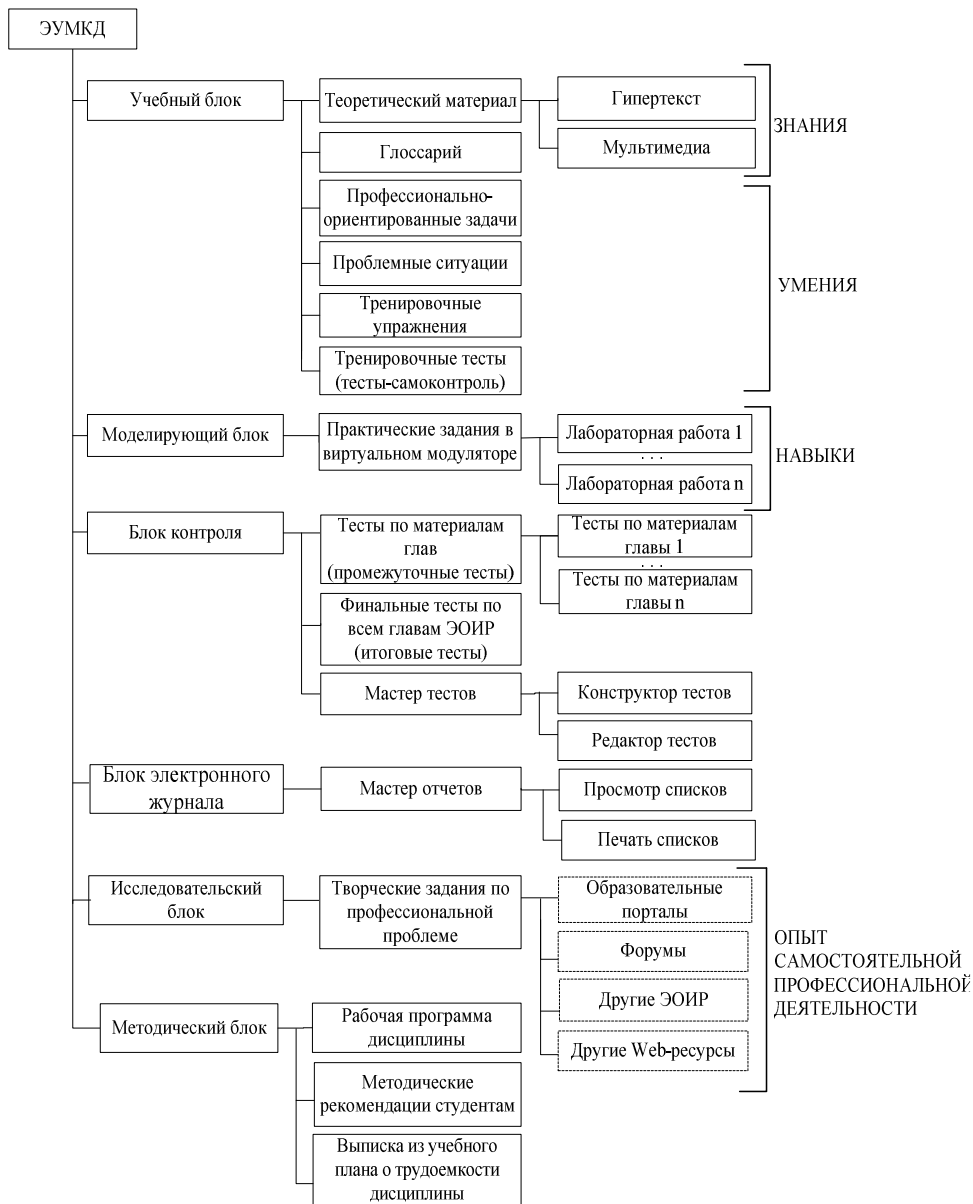 ЭУМКД
Учебный блок
Теоретический материал
Гипертекст
Мультимедиа
ЗНАНИЯ
Глоссарий
Профессионально-
ориентированные задачи
Проблемные ситуации
Тренировочные
упражнения
Тренировочные тесты
(тесты-самоконтроль)
УМЕНИЯ
Моделирующий блок
Практические задания в
виртуальном модуляторе
Лабораторная работа 1
. . .
Лабораторная работа n
НАВЫКИ
Блок контроля
Тесты по материалам
глав
(промежуточные тесты)
Тесты по материалам
главы 1
. . .
Тесты по материалам
главы n
Финальные тесты по
всем главам ЭОИР
(итоговые тесты)
Мастер тестов
Конструктор тестов
Редактор тестов
Блок электронного
журнала
Мастер отчетов
Просмотр списков
Печать списков
Исследовательский
блок
Творческие задания по
профессиональной
проблеме
Образовательные
порталы
Форумы
Другие ЭОИР
Другие Web-ресурсы
ОПЫТ
САМОСТОЯТЕЛЬНОЙ
ПРОФЕССИОНАЛЬНОЙ
ДЕЯТЕЛЬНОСТИ
Методический блок
Рабочая программа
дисциплины
Методические
рекомендации студентам
Выписка из учебного
плана о трудоемкости
дисциплины